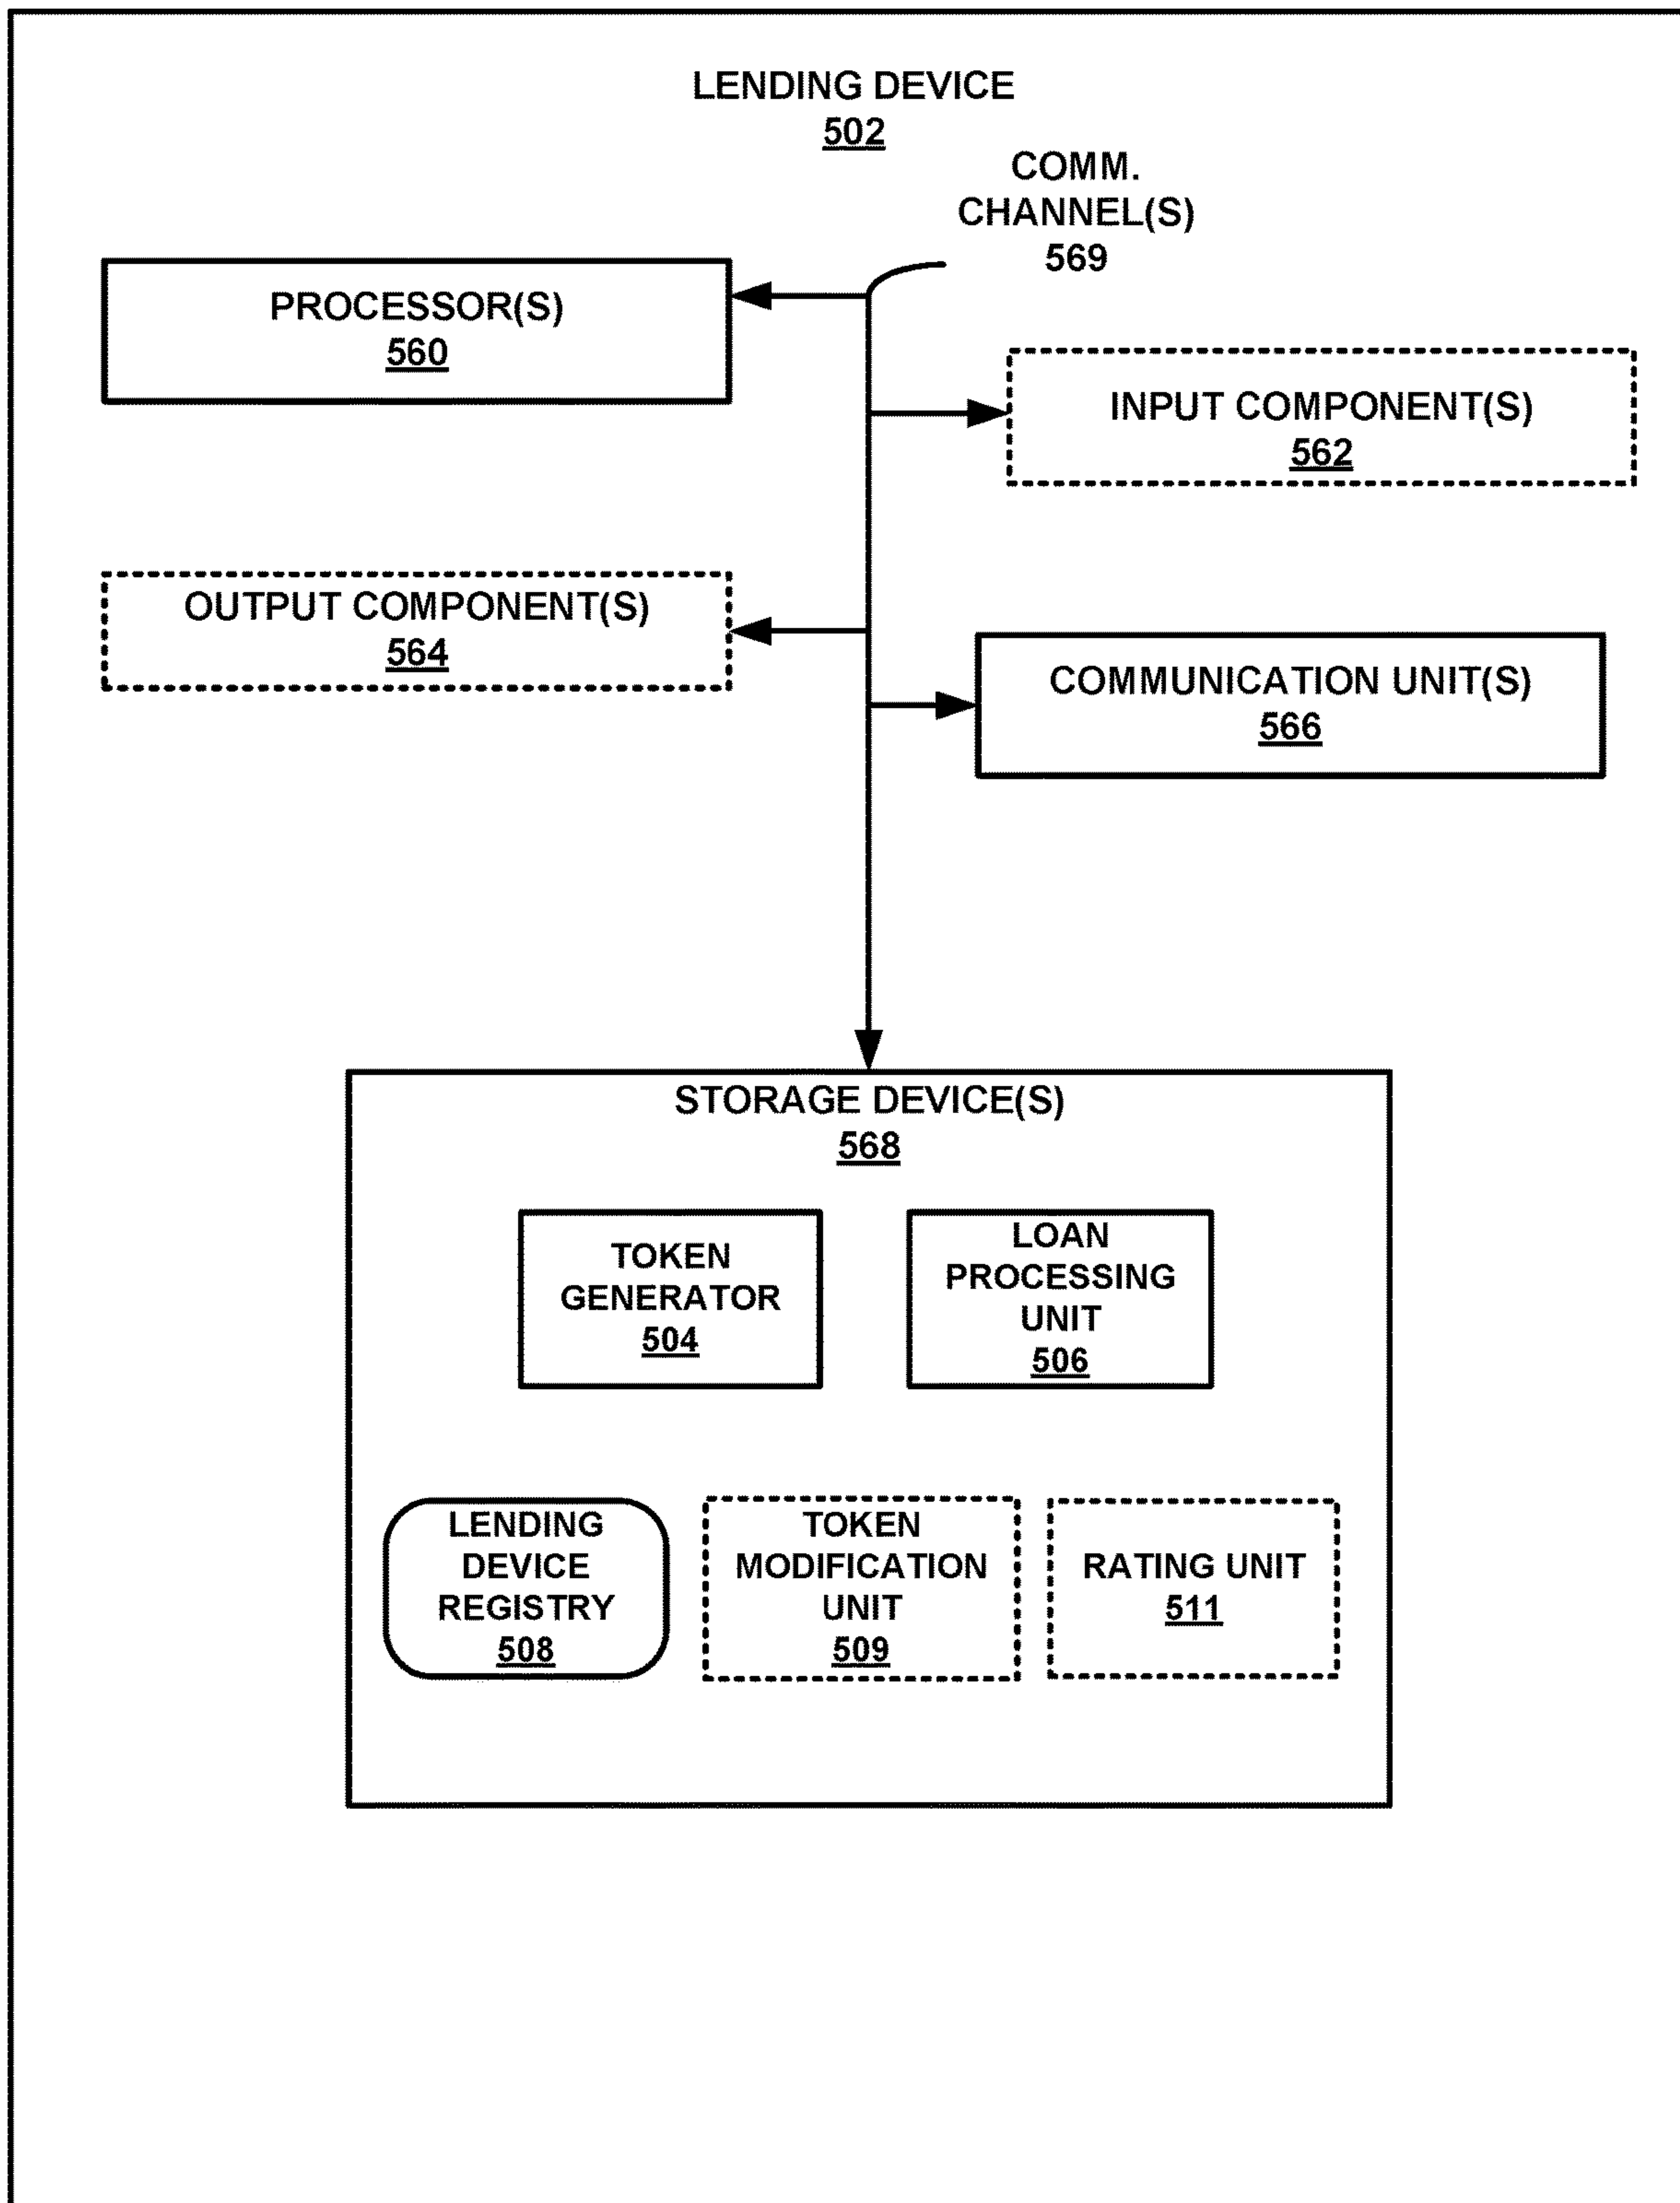 LENDING DEVICE
502
COMM.
CHANNEL(S)
569
PROCESSOR(S)
560
INPUT COMPONENT(S)
562
OUTPUT COMPONENT(S)
564
COMMUNICATION UNIT(S)
566
STORAGE DEVICE(S)
568
TOKEN
GENERATOR
504
LOAN
PROCESSING
UNIT
506
LENDING
DEVICE
REGISTRY
508
TOKEN
MODIFICATION
UNIT
509
RATING UNIT
511